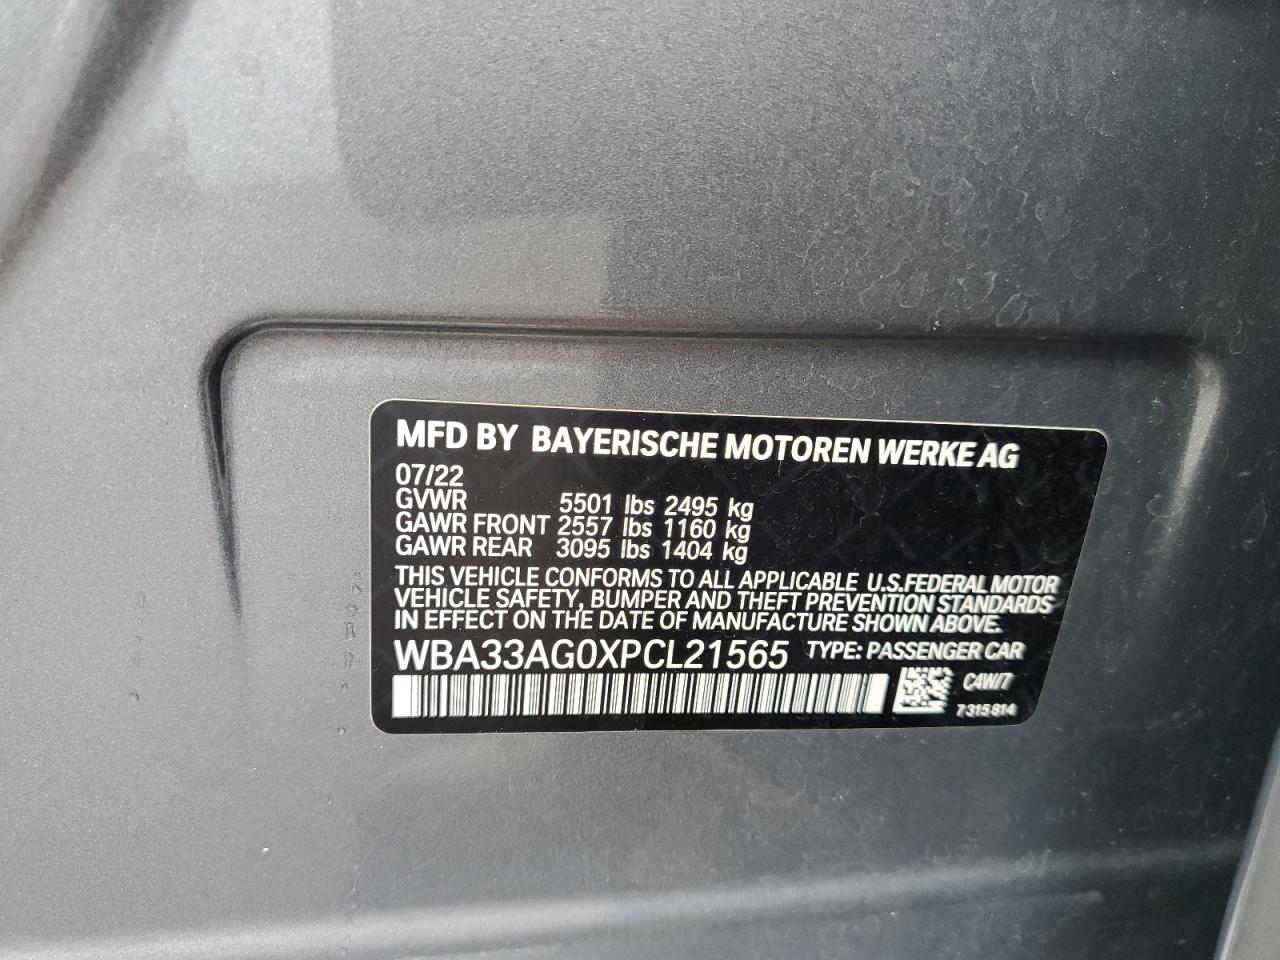 MFD BY BAYERISCHE MOTOREN WERKE AG
07/22
GVWR 5501 lbs 2495 kg
GAWR FRONT 2557 lbs 1160 kg
GAWR REAR 3095 lbs 1404 kg
THIS VEHICLE CONFORMS TO ALL APPLICABLE U.S.FEDERAL MOTOR
VEHICLE SAFETY, BUMPER AND THEFT PREVENTION STANDARDS
IN EFFECT ON THE DATE OF MANUFACTURE SHOWN ABOVE.
WBA33AG0XPCL21565 TYPE: PASSENGER CAR
C4W/7
7 315 814